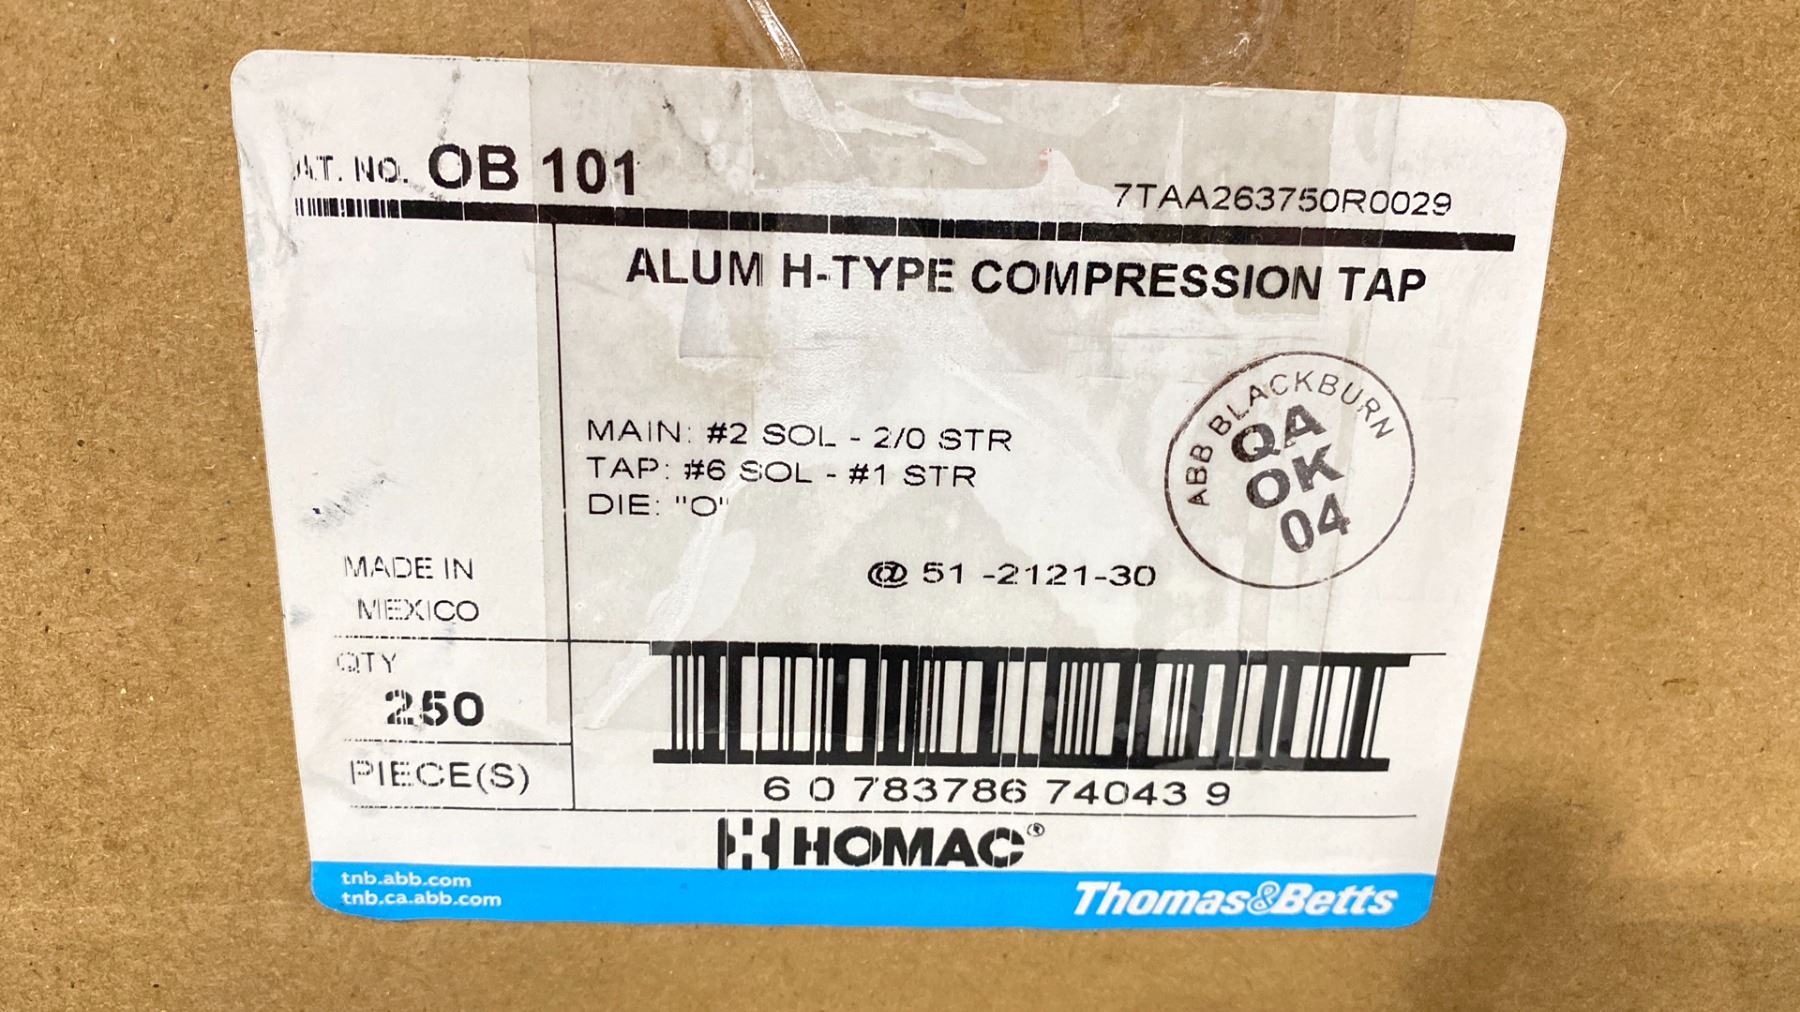 CAT. NO. OB 101
7TAA263750R0029
ALUM H-TYPE COMPRESSION TAP
MAIN: #2 SOL - 2/0 STR
TAP: #6 SOL - #1 STR
DIE: "O"
ABB BLACKBURN
QA
OK
04
@ 51 -2121-30
MADE IN
MEXICO
QTY
250
PIECE(S)
6 0 783786 74043 9
HOMAC®
tnb.abb.com
tnb.ca.abb.com
Thomas&Betts